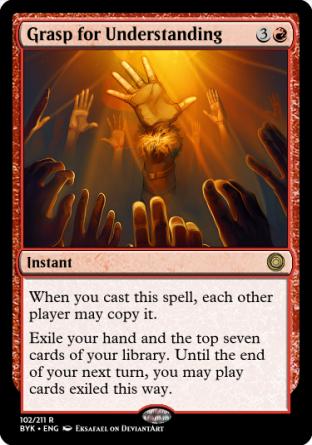 Grasp for Understanding 3
Instant
When you cast this spell, each other
player may copy it.
Exile your hand and the top seven
cards of your library. Until the end
of your next turn, you may play
cards exiled this way.
102/211 R
BYK • ENG EKSAFAEL ON DEVIANTART